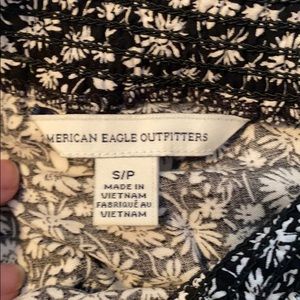 MERICAN EAGLE OUTFITTERS
S/P
MADE IN
VIETNAM
FABRIQUÉ AU
VIETNAM